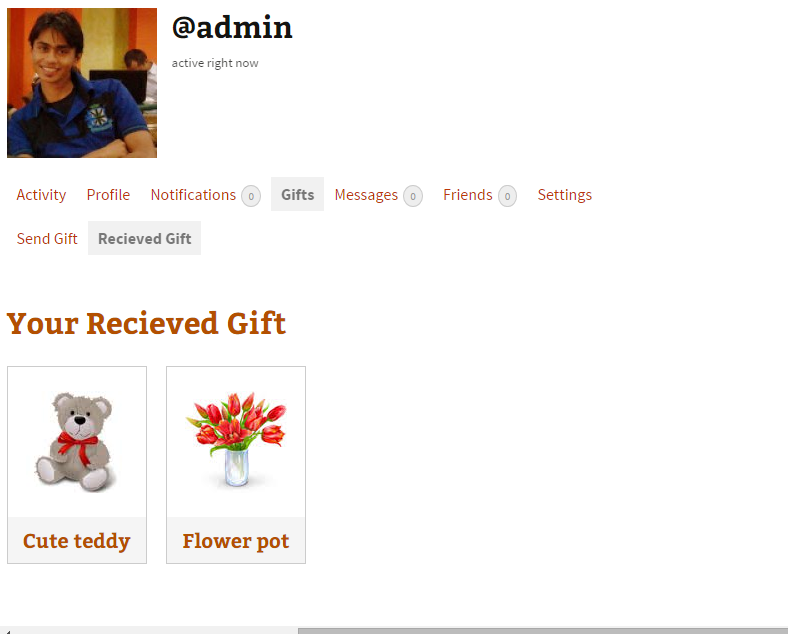 @admin
active right now
Activity Profile Notifications 0 Gifts Messages 0 Friends 0 Settings
Send Gift Recieved Gift
Your Recieved Gift
Cute teddy Flower pot